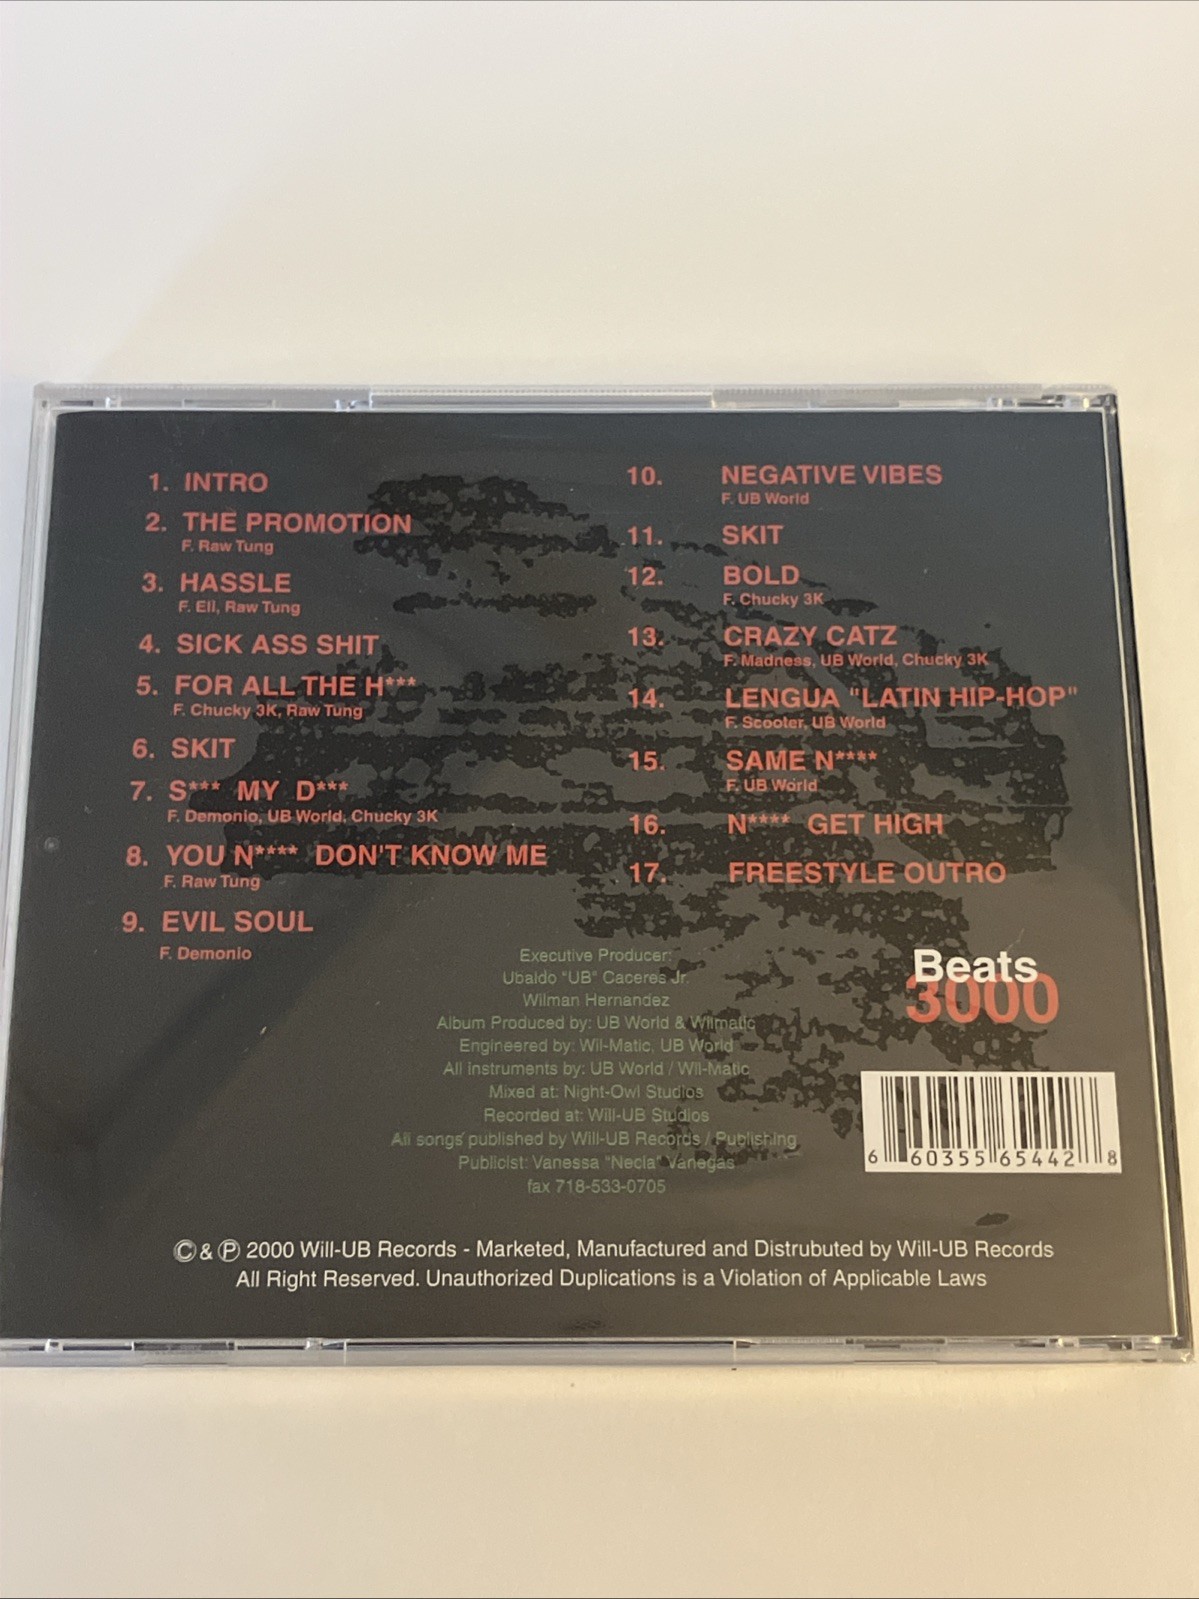 1. INTRO
2. THE PROMOTION
F. Raw Tung
3. HASSLE
F. Ell, Raw Tung
4. SICK ASS SHIT
5. FOR ALL THE H***
F. Chucky 3K, Raw Tung
6. SKIT
7. S*** MY D***
F. Demonio, UB World, Chucky 3K
8. YOU N**** DON'T KNOW ME
F. Raw Tung
9. EVIL SOUL
F. Demonio
10. NEGATIVE VIBES
F. UB World
11. SKIT
12. BOLD
F. Chucky 3K
13. CRAZY CATZ
F. Madness, UB World, Chucky 3K
14. LENGUA "LATIN HIP-HOP"
F. Scooter, UB World
15. SAME N****
F. UB World
16. N**** GET HIGH
17. FREESTYLE OUTRO
Executive Producer:
Ubaldo "UB" Caceres Jr.
Wilman Hernandez
Album Produced by: UB World & Wilmatic
Engineered by: Wil-Matic, UB World
All instruments by: UB World / Wil-Matic
Mixed at: Night-Owl Studios
Recorded at: Will-UB Studios
All songs published by Will-UB Records / Publishing
Publicist: Vanessa "Necia" Vanegas
fax 718-533-0705
Beats
3000
6 60355 65442 8
© & ℗ 2000 Will-UB Records - Marketed, Manufactured and Distrubuted by Will-UB Records
All Right Reserved. Unauthorized Duplications is a Violation of Applicable Laws